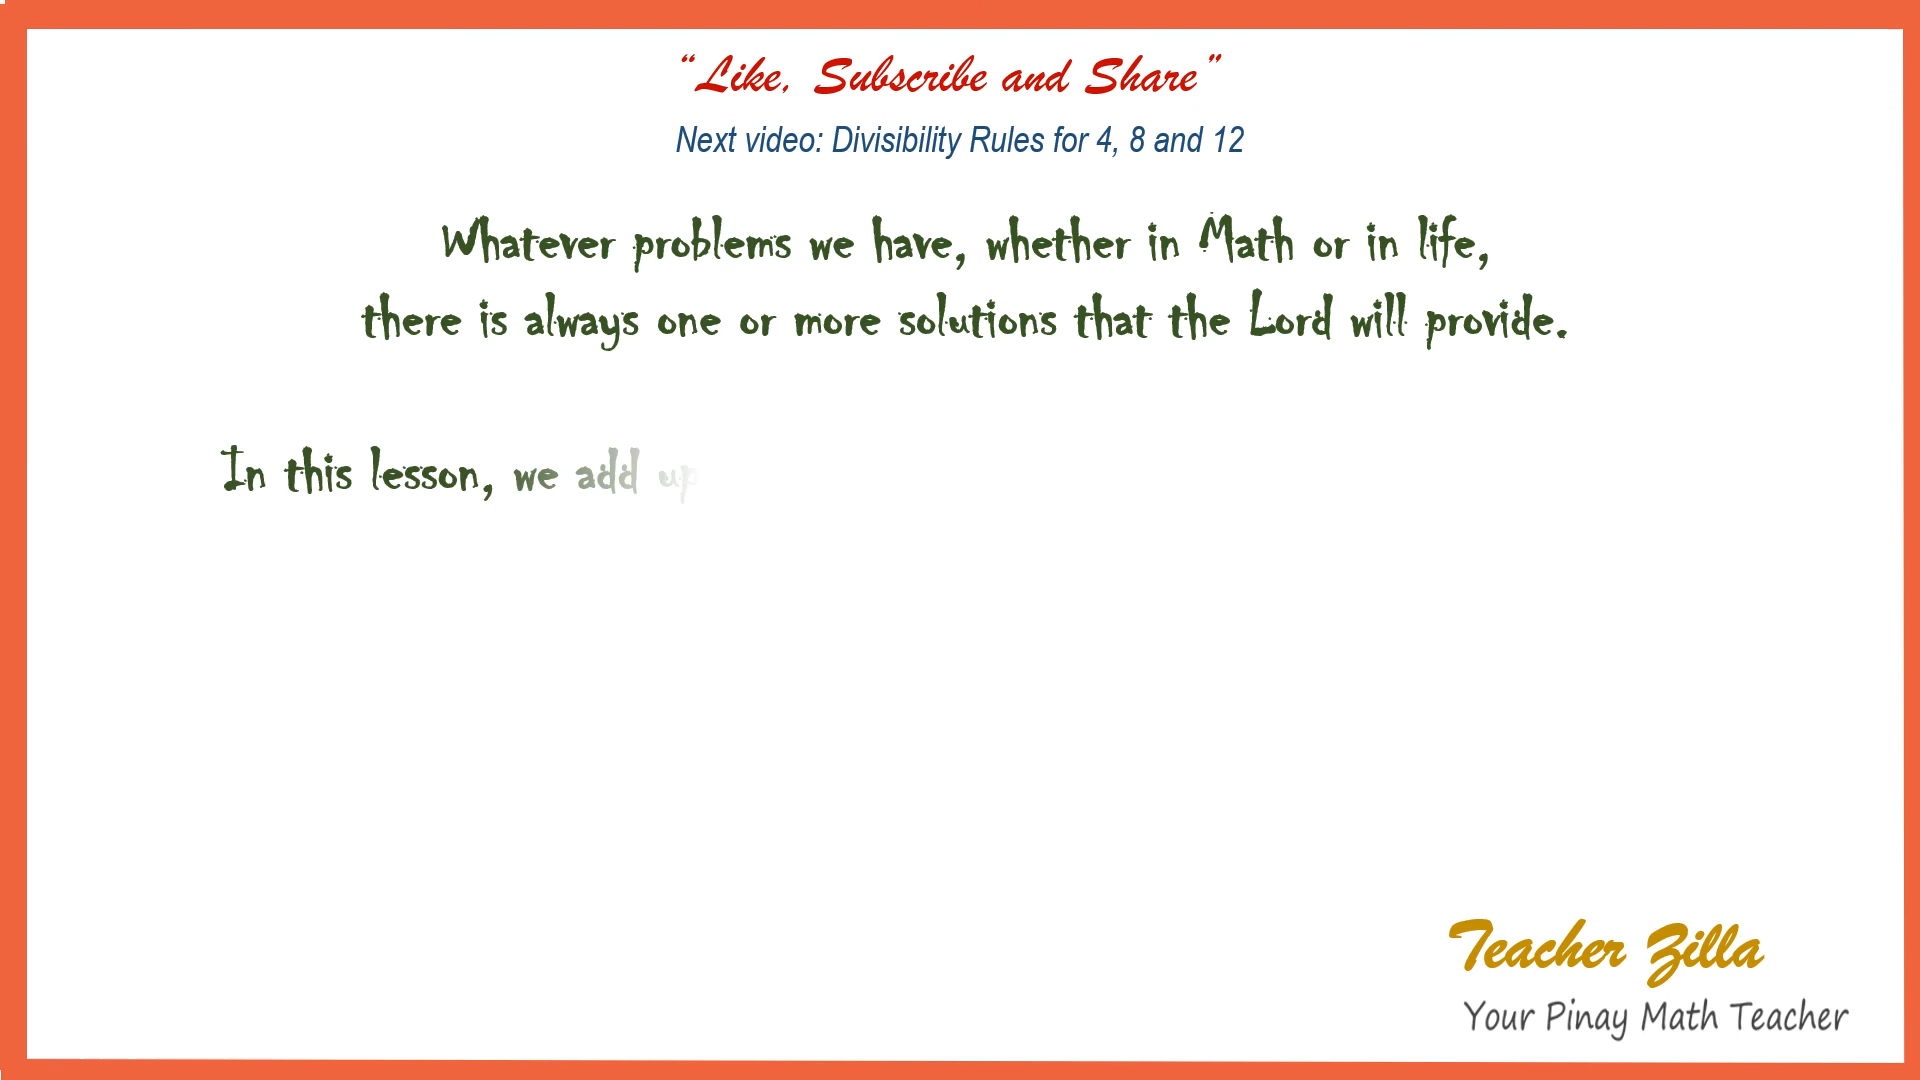 “Like, Subscribe and Share”
Next video: Divisibility Rules for 4, 8 and 12
Whatever problems we have, whether in Math or in life,
there is always one or more solutions that the Lord will provide.
In this lesson, we add up
Teacher Zilla
Your Pinay Math Teacher